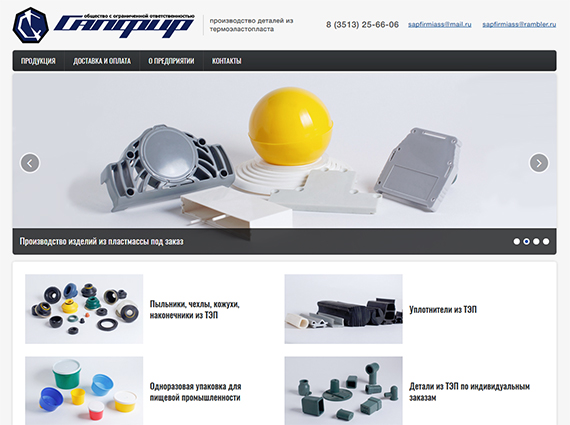 общество с ограниченной ответственностью
САПФИР
производство деталей из
термоэластопласта
8 (3513) 25-66-06
sapfirmiass@mail.ru
sapfirmiass@rambler.ru
ПРОДУКЦИЯ
ДОСТАВКА И ОПЛАТА
О ПРЕДПРИЯТИИ
КОНТАКТЫ
Производство изделий из пластмассы под заказ
Пыльники, чехлы, кожухи,
наконечники из ТЭП
Уплотнители из ТЭП
Одноразовая упаковка для
пищевой промышленности
Детали из ТЭП по индивидуальным
заказам